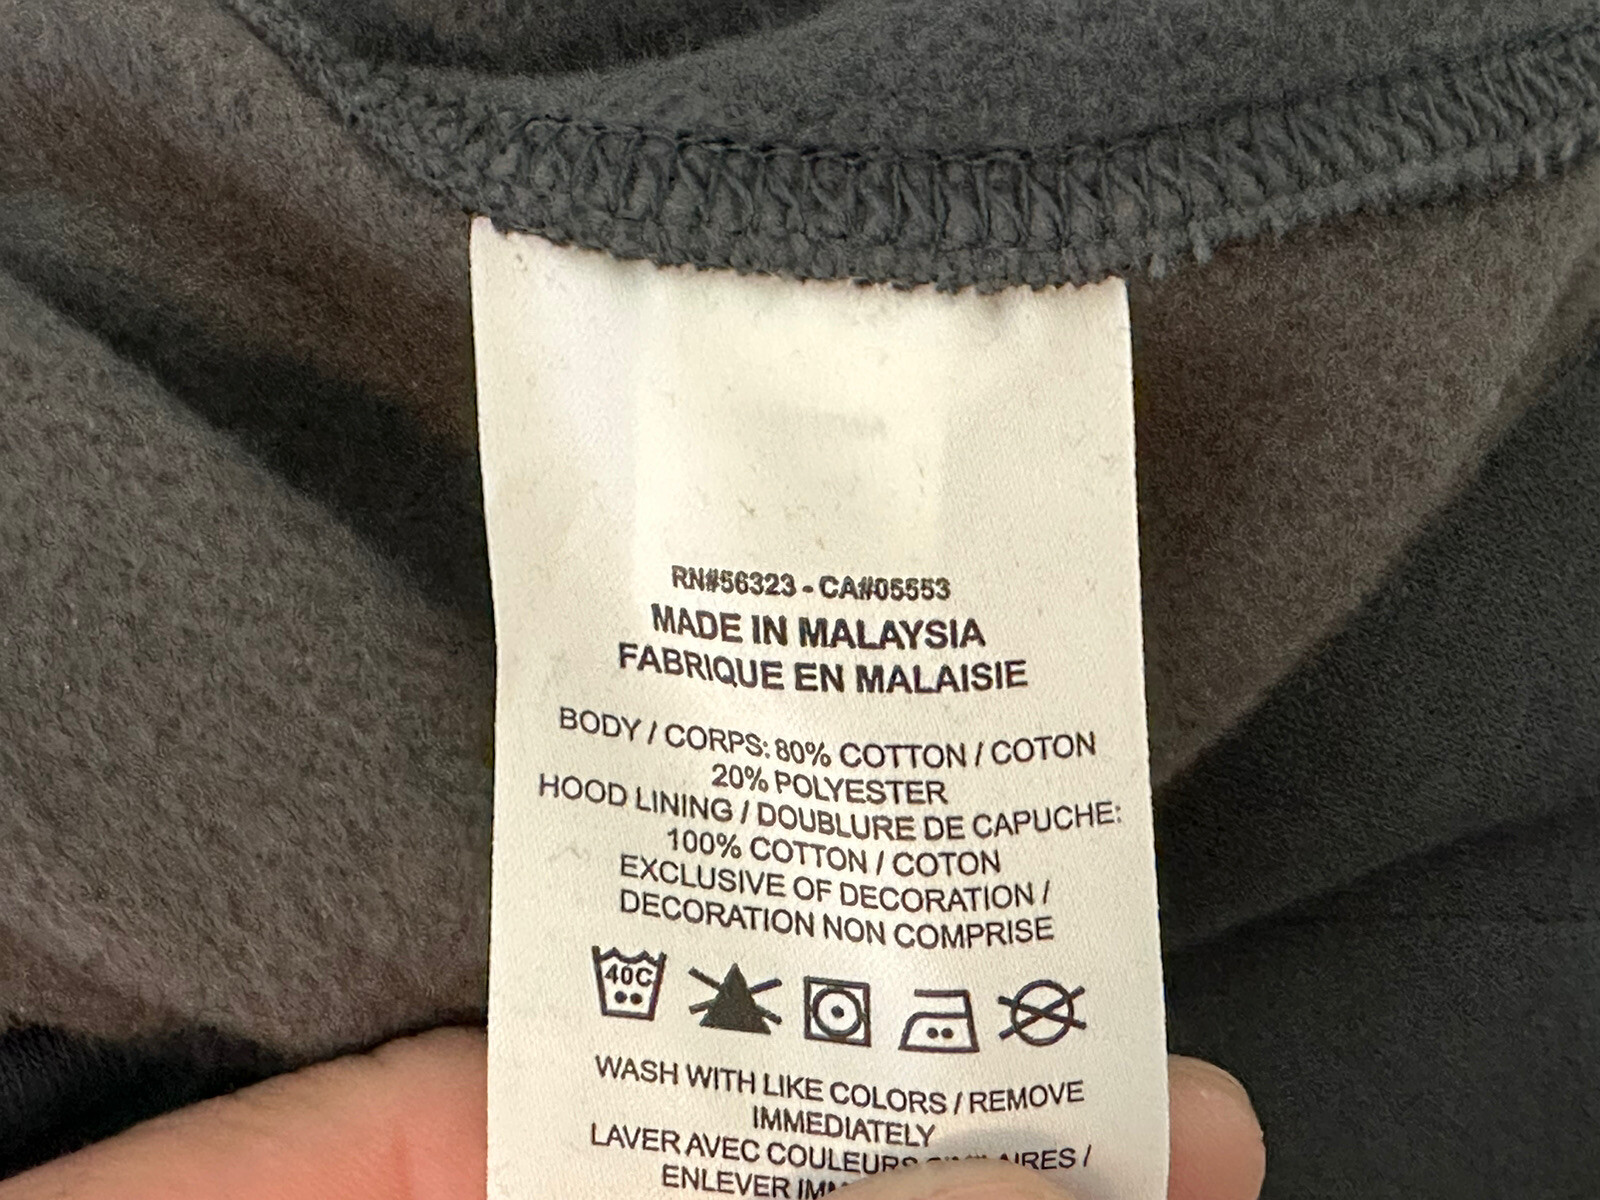 RN#56323 - CA#05553
MADE IN MALAYSIA
FABRIQUE EN MALAISIE
BODY / CORPS: 80% COTTON / COTON
20% POLYESTER
HOOD LINING / DOUBLURE DE CAPUCHE:
100% COTTON / COTON
EXCLUSIVE OF DECORATION /
DECORATION NON COMPRISE
40C
WASH WITH LIKE COLORS / REMOVE
IMMEDIATELY
LAVER AVEC COULEURS /
ENLEVER